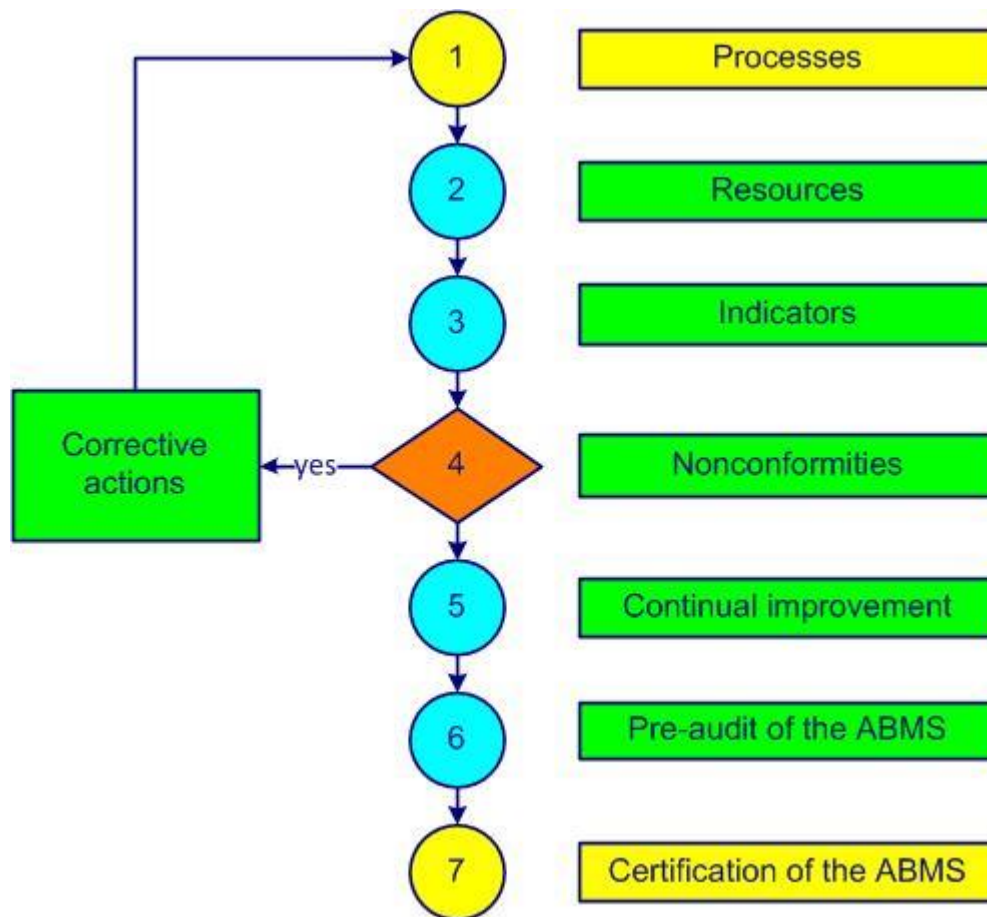 1
Processes
2
Resources
3
Indicators
Corrective
actions
yes
4
Nonconformities
5
Continual improvement
6
Pre-audit of the ABMS
7
Certification of the ABMS